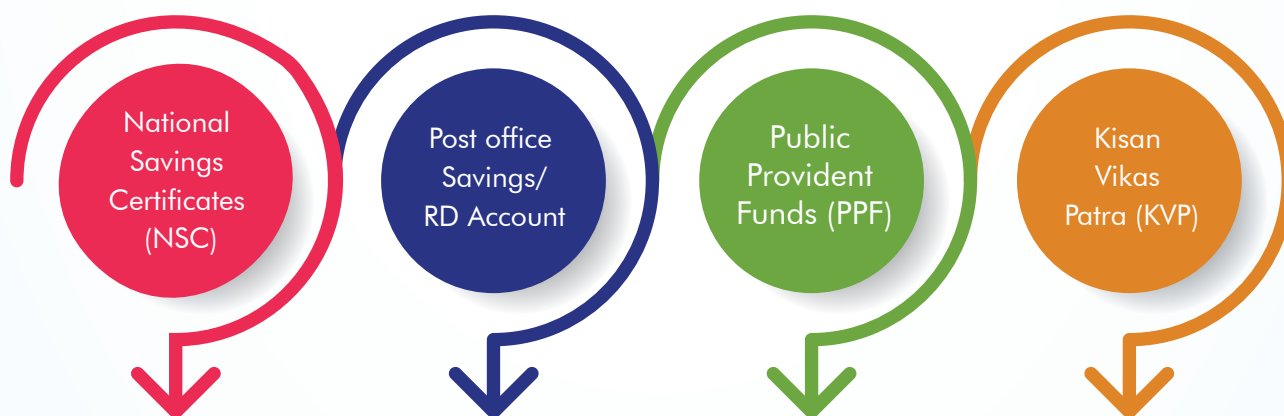 National
Savings
Certificates
(NSC)
Post office
Savings/
RD Account
Public
Provident
Funds (PPF)
Kisan
Vikas
Patra (KVP)